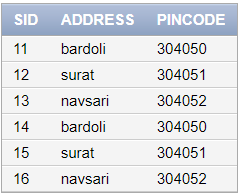 SID ADDRESS PINCODE
11 bardoli 304050
12 surat 304051
13 navsari 304052
14 bardoli 304050
15 surat 304051
16 navsari 304052